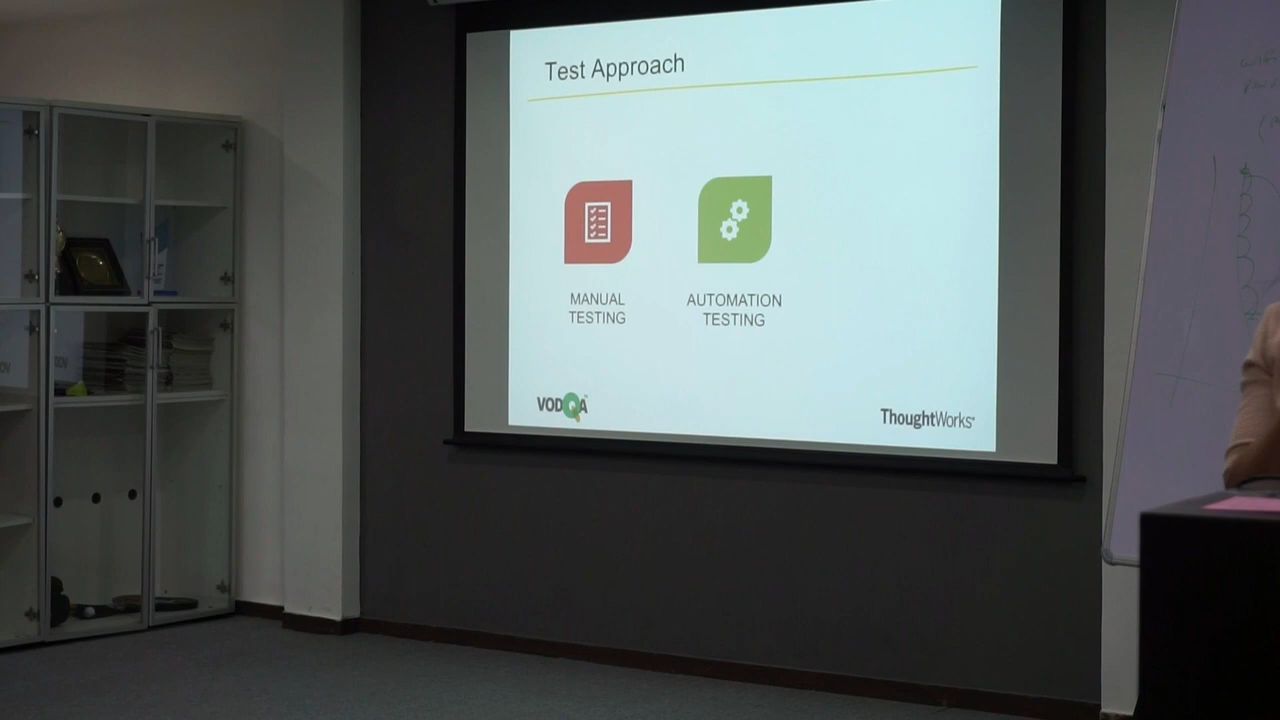 Test Approach
MANUAL
TESTING
AUTOMATION
TESTING
VODQA
ThoughtWorks